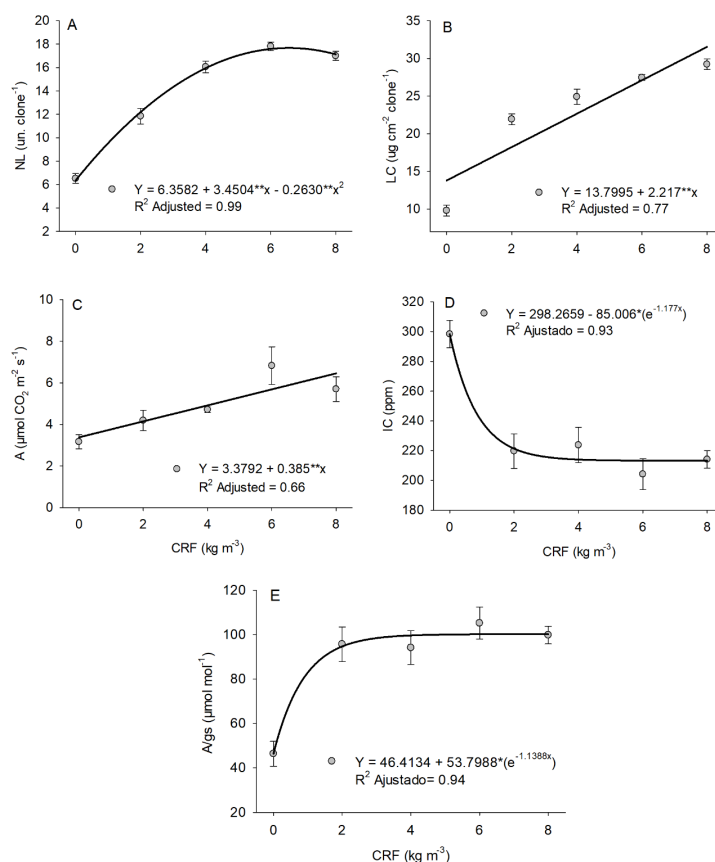 A
18
16
14
12
10
8
6
4
2
NL (un. clone⁻¹)
Y = 6.3582 + 3.4504**x - 0.2630**x²
R² Adjusted = 0.99
0 2 4 6 8
B
35
30
25
20
15
10
LC (ug cm⁻² clone⁻¹)
Y = 13.7995 + 2.217**x
R² Adjusted = 0.77
0 2 4 6 8
C
10
8
6
4
2
0
A (µmol CO₂ m⁻² s⁻¹)
Y = 3.3792 + 0.385**x
R² Adjusted = 0.66
0 2 4 6 8
CRF (kg m⁻³)
D
320
300
280
260
240
220
200
180
IC (ppm)
Y = 298.2659 - 85.006*(e⁻¹·¹⁷⁷ˣ)
R² Ajustado = 0.93
0 2 4 6 8
CRF (kg m⁻³)
E
120
100
80
60
40
20
A/gs (µmol mol⁻¹)
Y = 46.4134 + 53.7988*(e⁻¹·¹³⁸⁸ˣ)
R² Ajustado= 0.94
0 2 4 6 8
CRF (kg m⁻³)